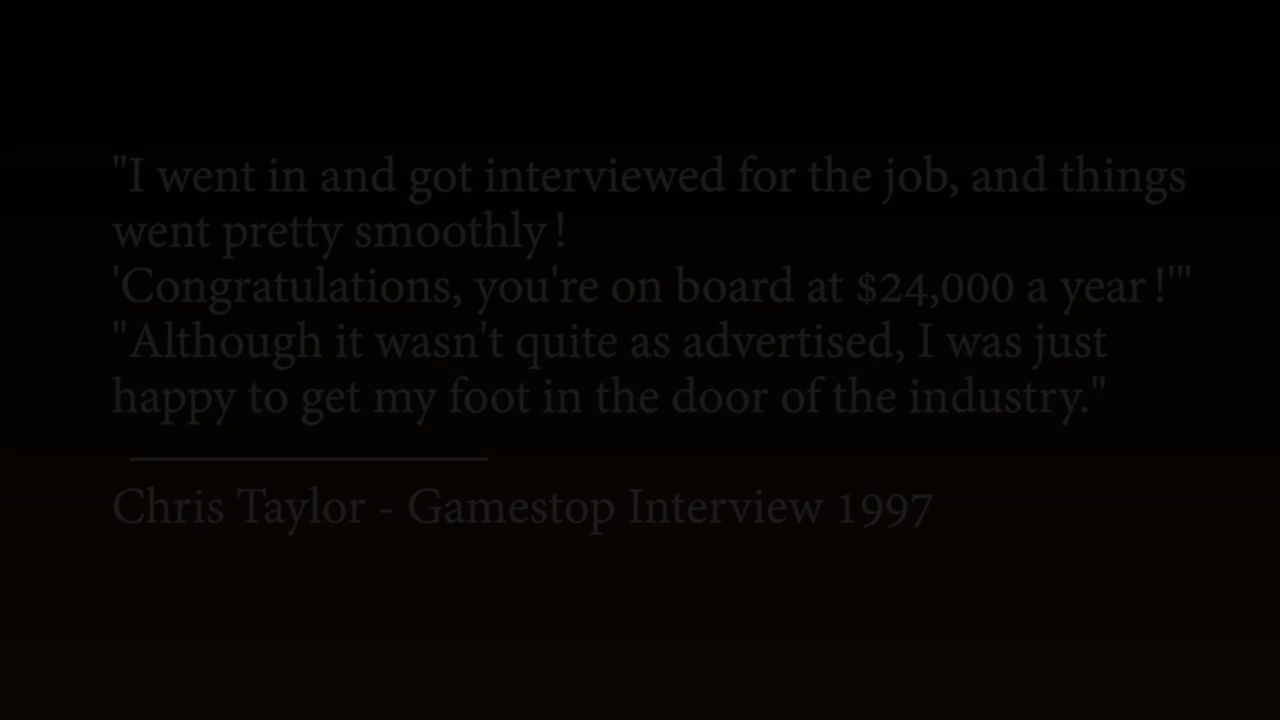 "I went in and got interviewed for the job, and things
went pretty smoothly!
'Congratulations, you're on board at $24,000 a year!'"
"Although it wasn't quite as advertised, I was just
happy to get my foot in the door of the industry."
Chris Taylor - Gamestop Interview 1997